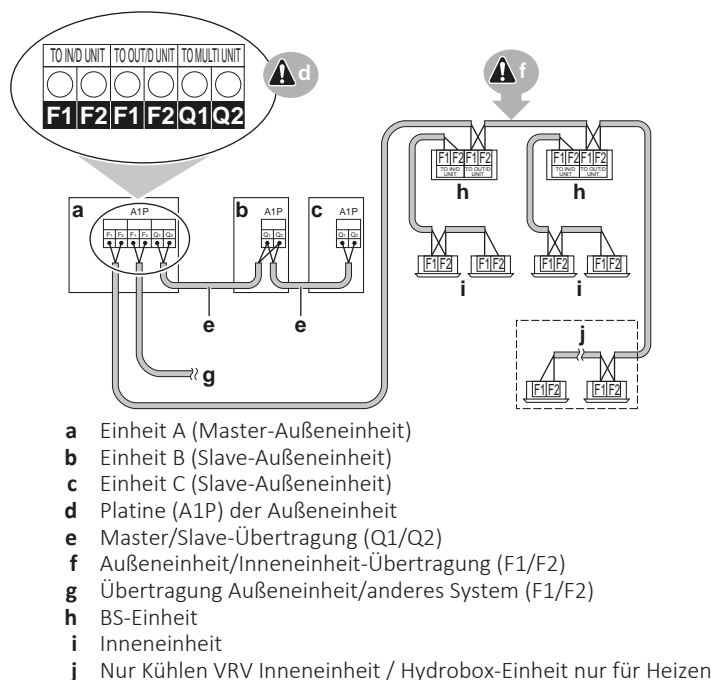 TO IN/D UNIT TO OUT/D UNIT TO MULTI UNIT
F1 F2 F1 F2 Q1 Q2
d
f
F1 F2 F1 F2
TO IN/D UNIT TO OUT/D UNIT
h
F1 F2 F1 F2
TO IN/D UNIT TO OUT/D UNIT
h
a
A1P
F1 F2 F1 F2 Q1 Q2
b
A1P
Q1 Q2
c
A1P
Q1 Q2
F1 F2 F1 F2
i
F1 F2 F1 F2
i
e
e
g
j
F1 F2 F1 F2
a Einheit A (Master-Außeneinheit)
b Einheit B (Slave-Außeneinheit)
c Einheit C (Slave-Außeneinheit)
d Platine (A1P) der Außeneinheit
e Master/Slave-Übertragung (Q1/Q2)
f Außeneinheit/Inneneinheit-Übertragung (F1/F2)
g Übertragung Außeneinheit/anderes System (F1/F2)
h BS-Einheit
i Inneneinheit
j Nur Kühlen VRV Inneneinheit / Hydrobox-Einheit nur für Heizen